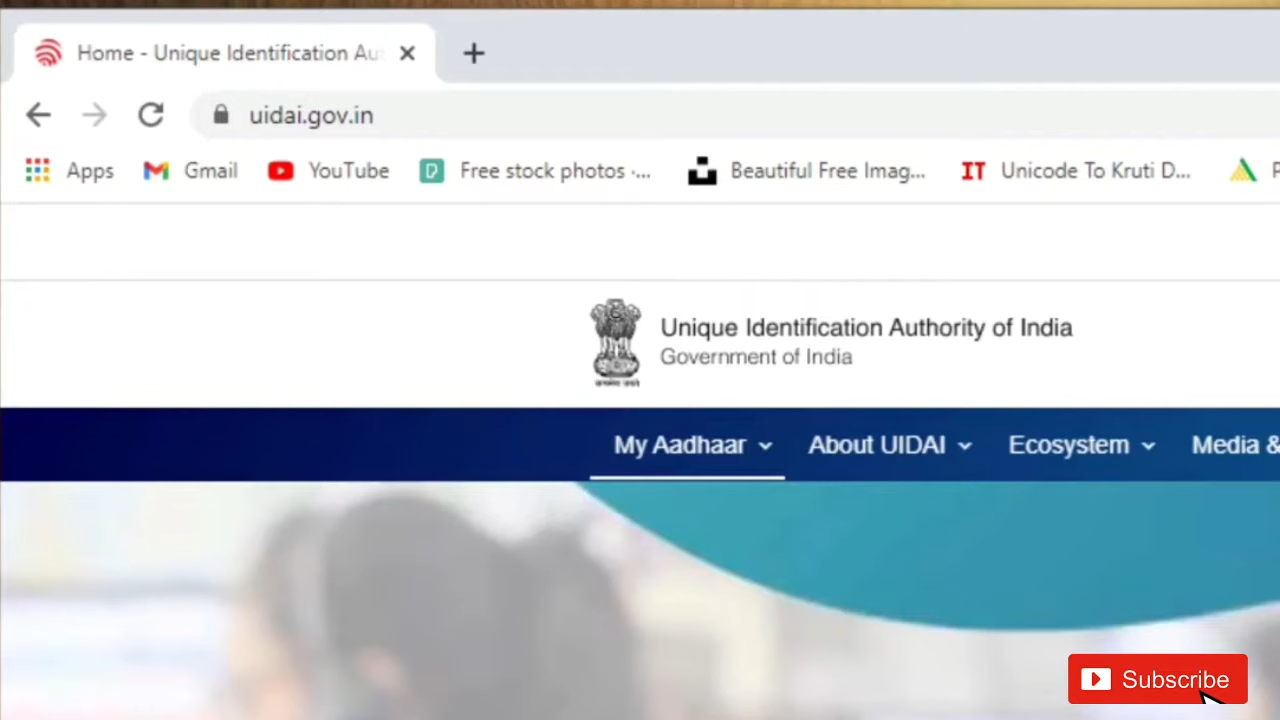 Home - Unique Identification Au
uidai.gov.in
Apps Gmail YouTube Free stock photos ·... Beautiful Free Imag... Unicode To Kruti D... P
Unique Identification Authority of India
Government of India
My Aadhaar About UIDAI Ecosystem Media &
Subscribe